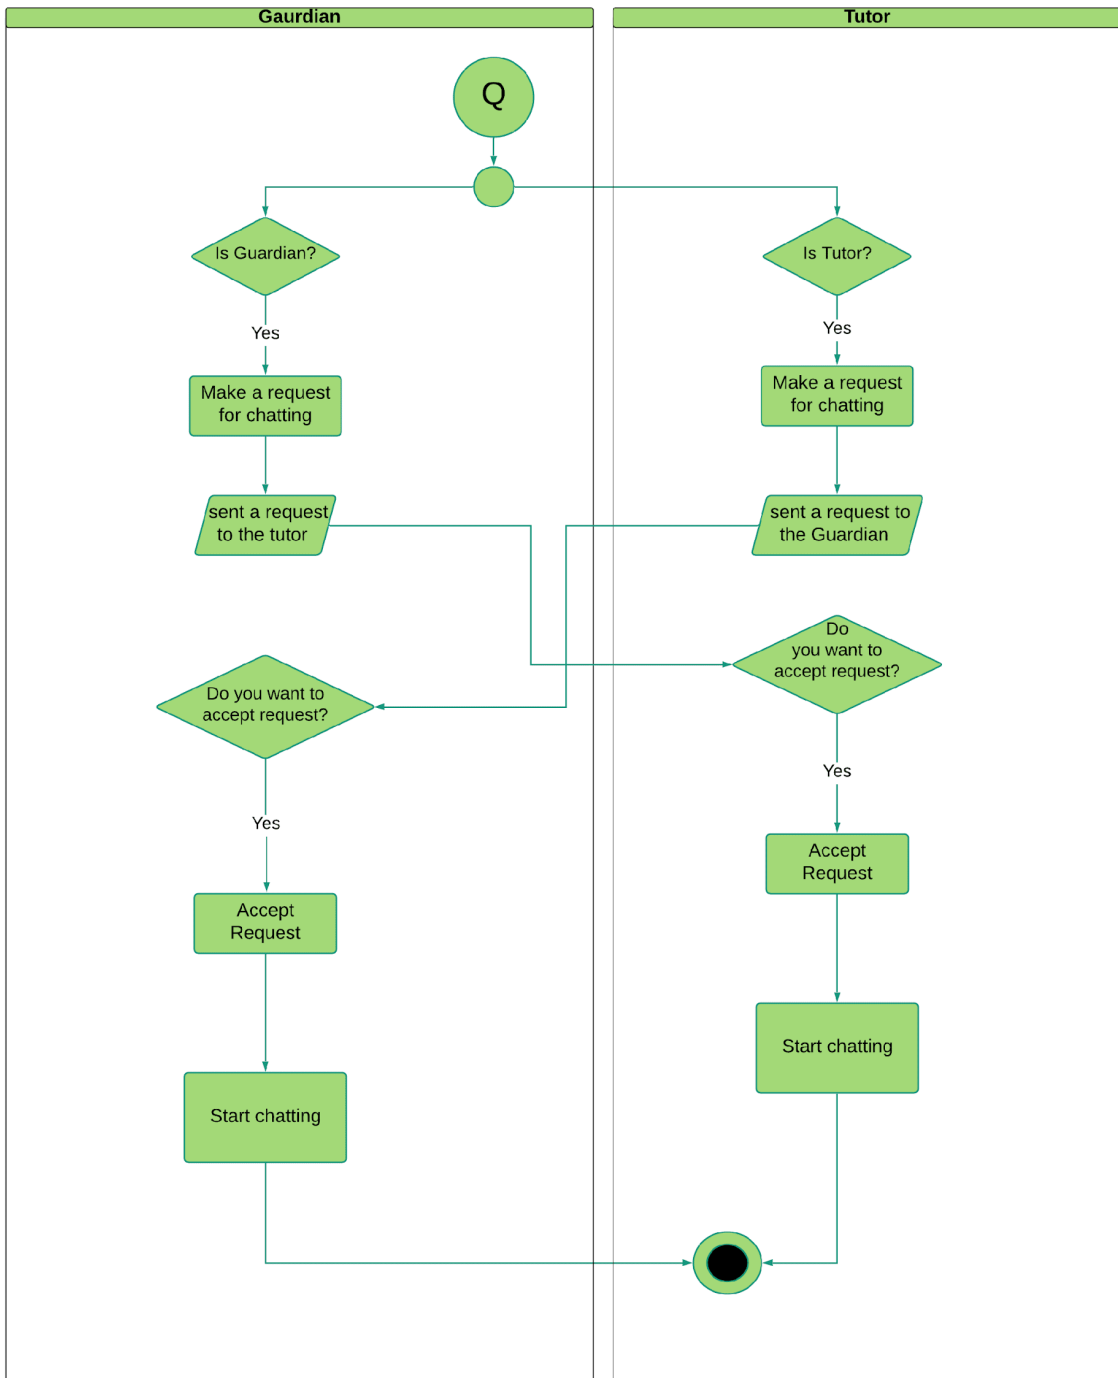 Gaurdian
Tutor
Q
Is Guardian?
Is Tutor?
Yes
Yes
Make a request
for chatting
Make a request
for chatting
sent a request
to the tutor
sent a request to
the Guardian
Do
you want to
accept request?
Do you want to
accept request?
Yes
Yes
Accept
Request
Accept
Request
Start chatting
Start chatting